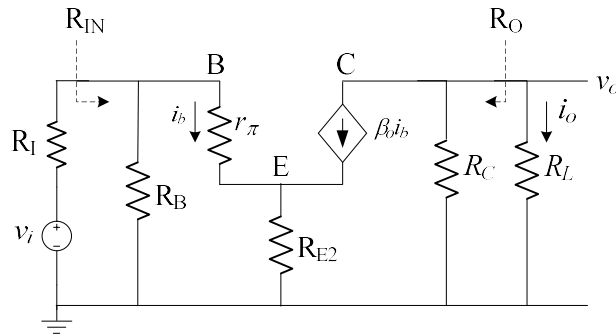 R_IN
R_O
B
C
v_o
i_b
r_π
β_o i_b
i_o
R_I
E
R_C
R_L
R_B
v_i
+
−
R_E2